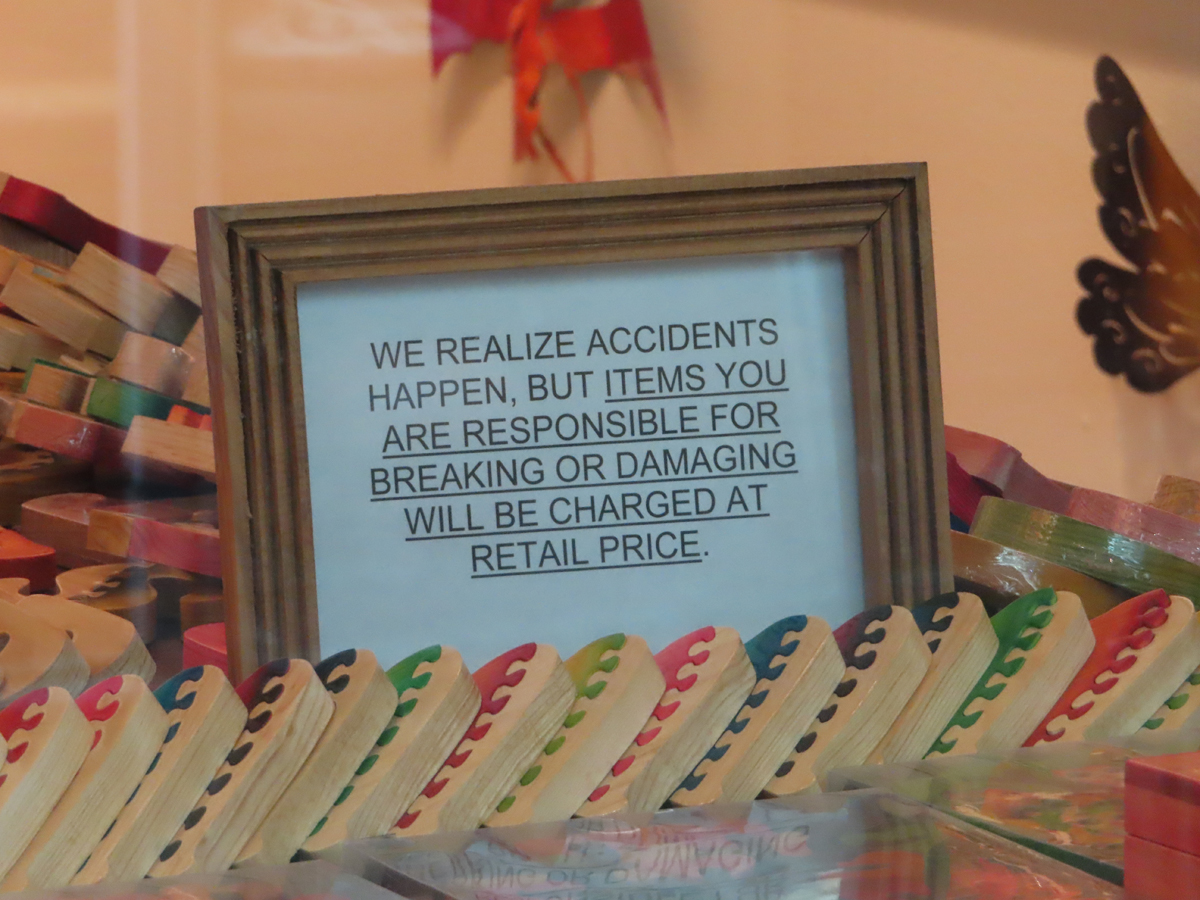 WE REALIZE ACCIDENTS
HAPPEN, BUT ITEMS YOU
ARE RESPONSIBLE FOR
BREAKING OR DAMAGING
WILL BE CHARGED AT
RETAIL PRICE.